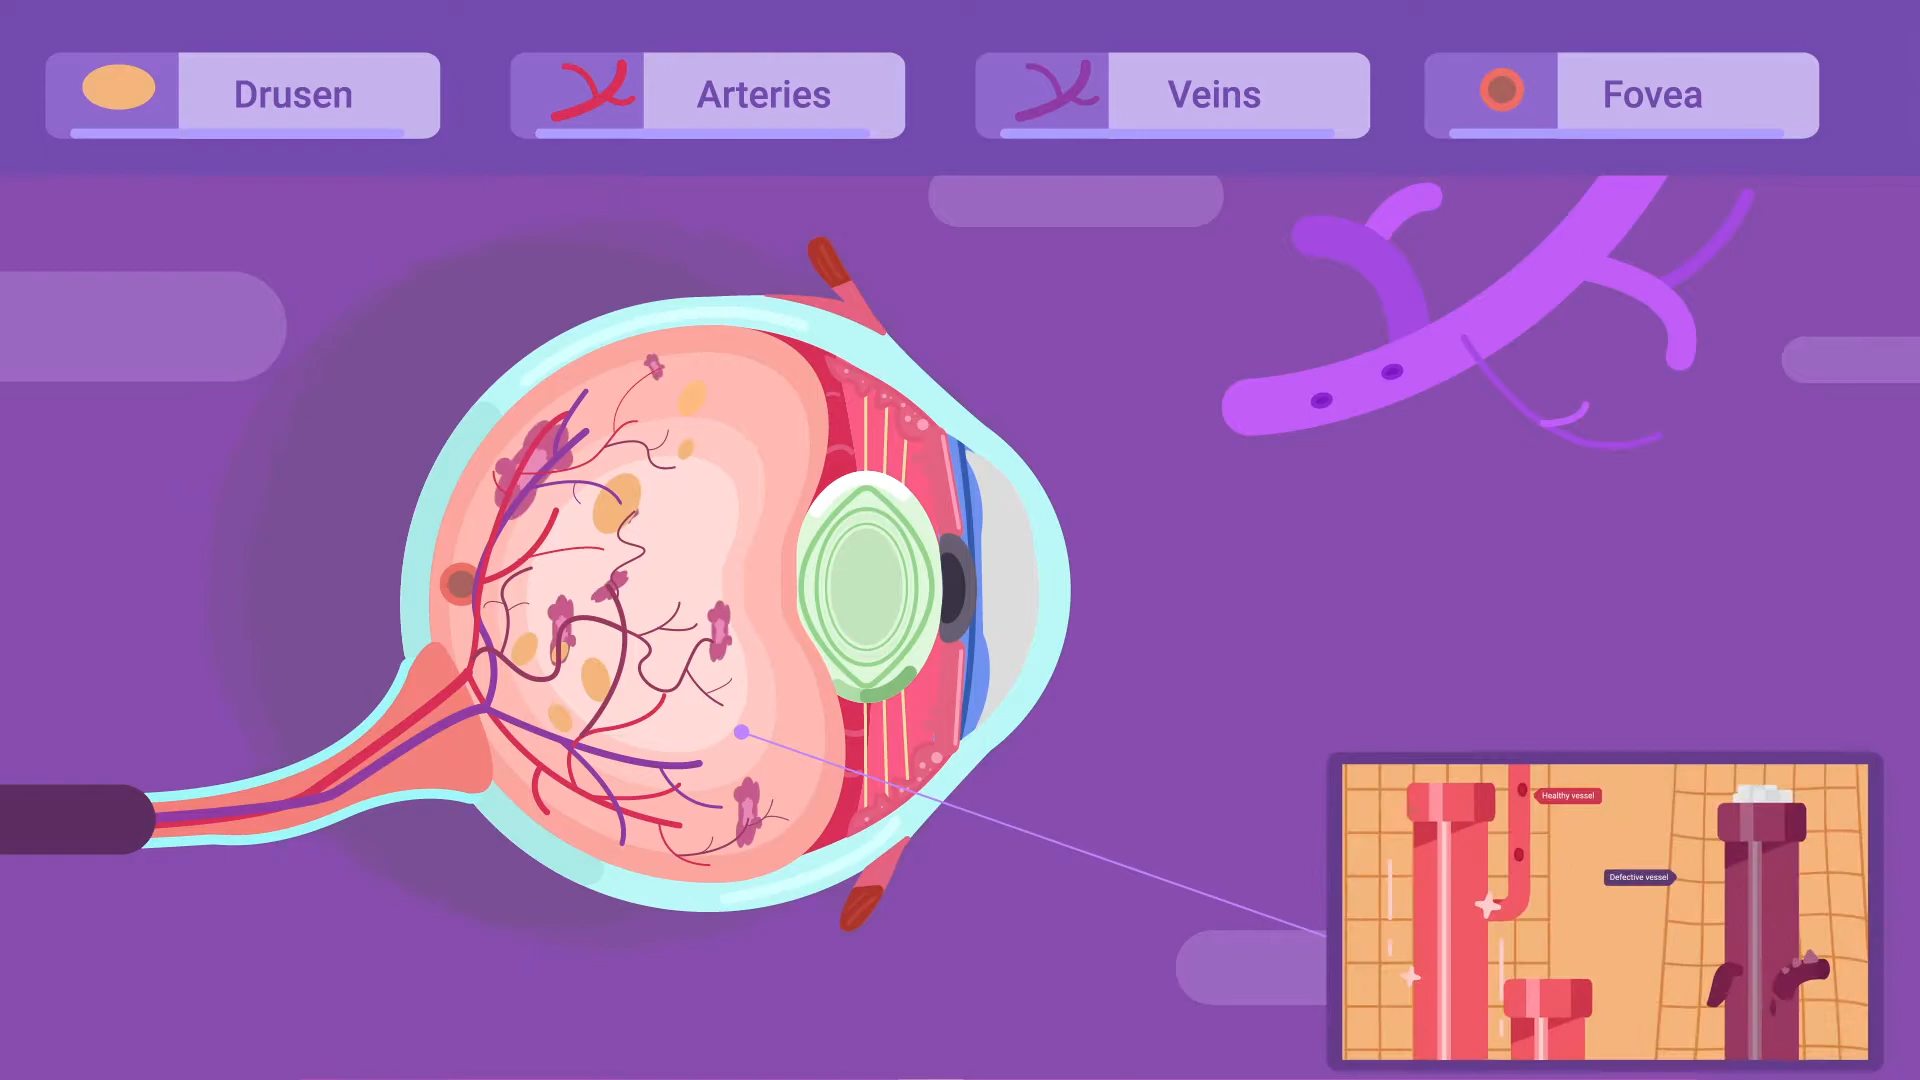 Drusen
Arteries
Veins
Fovea
Healthy vessel
Defective vessel